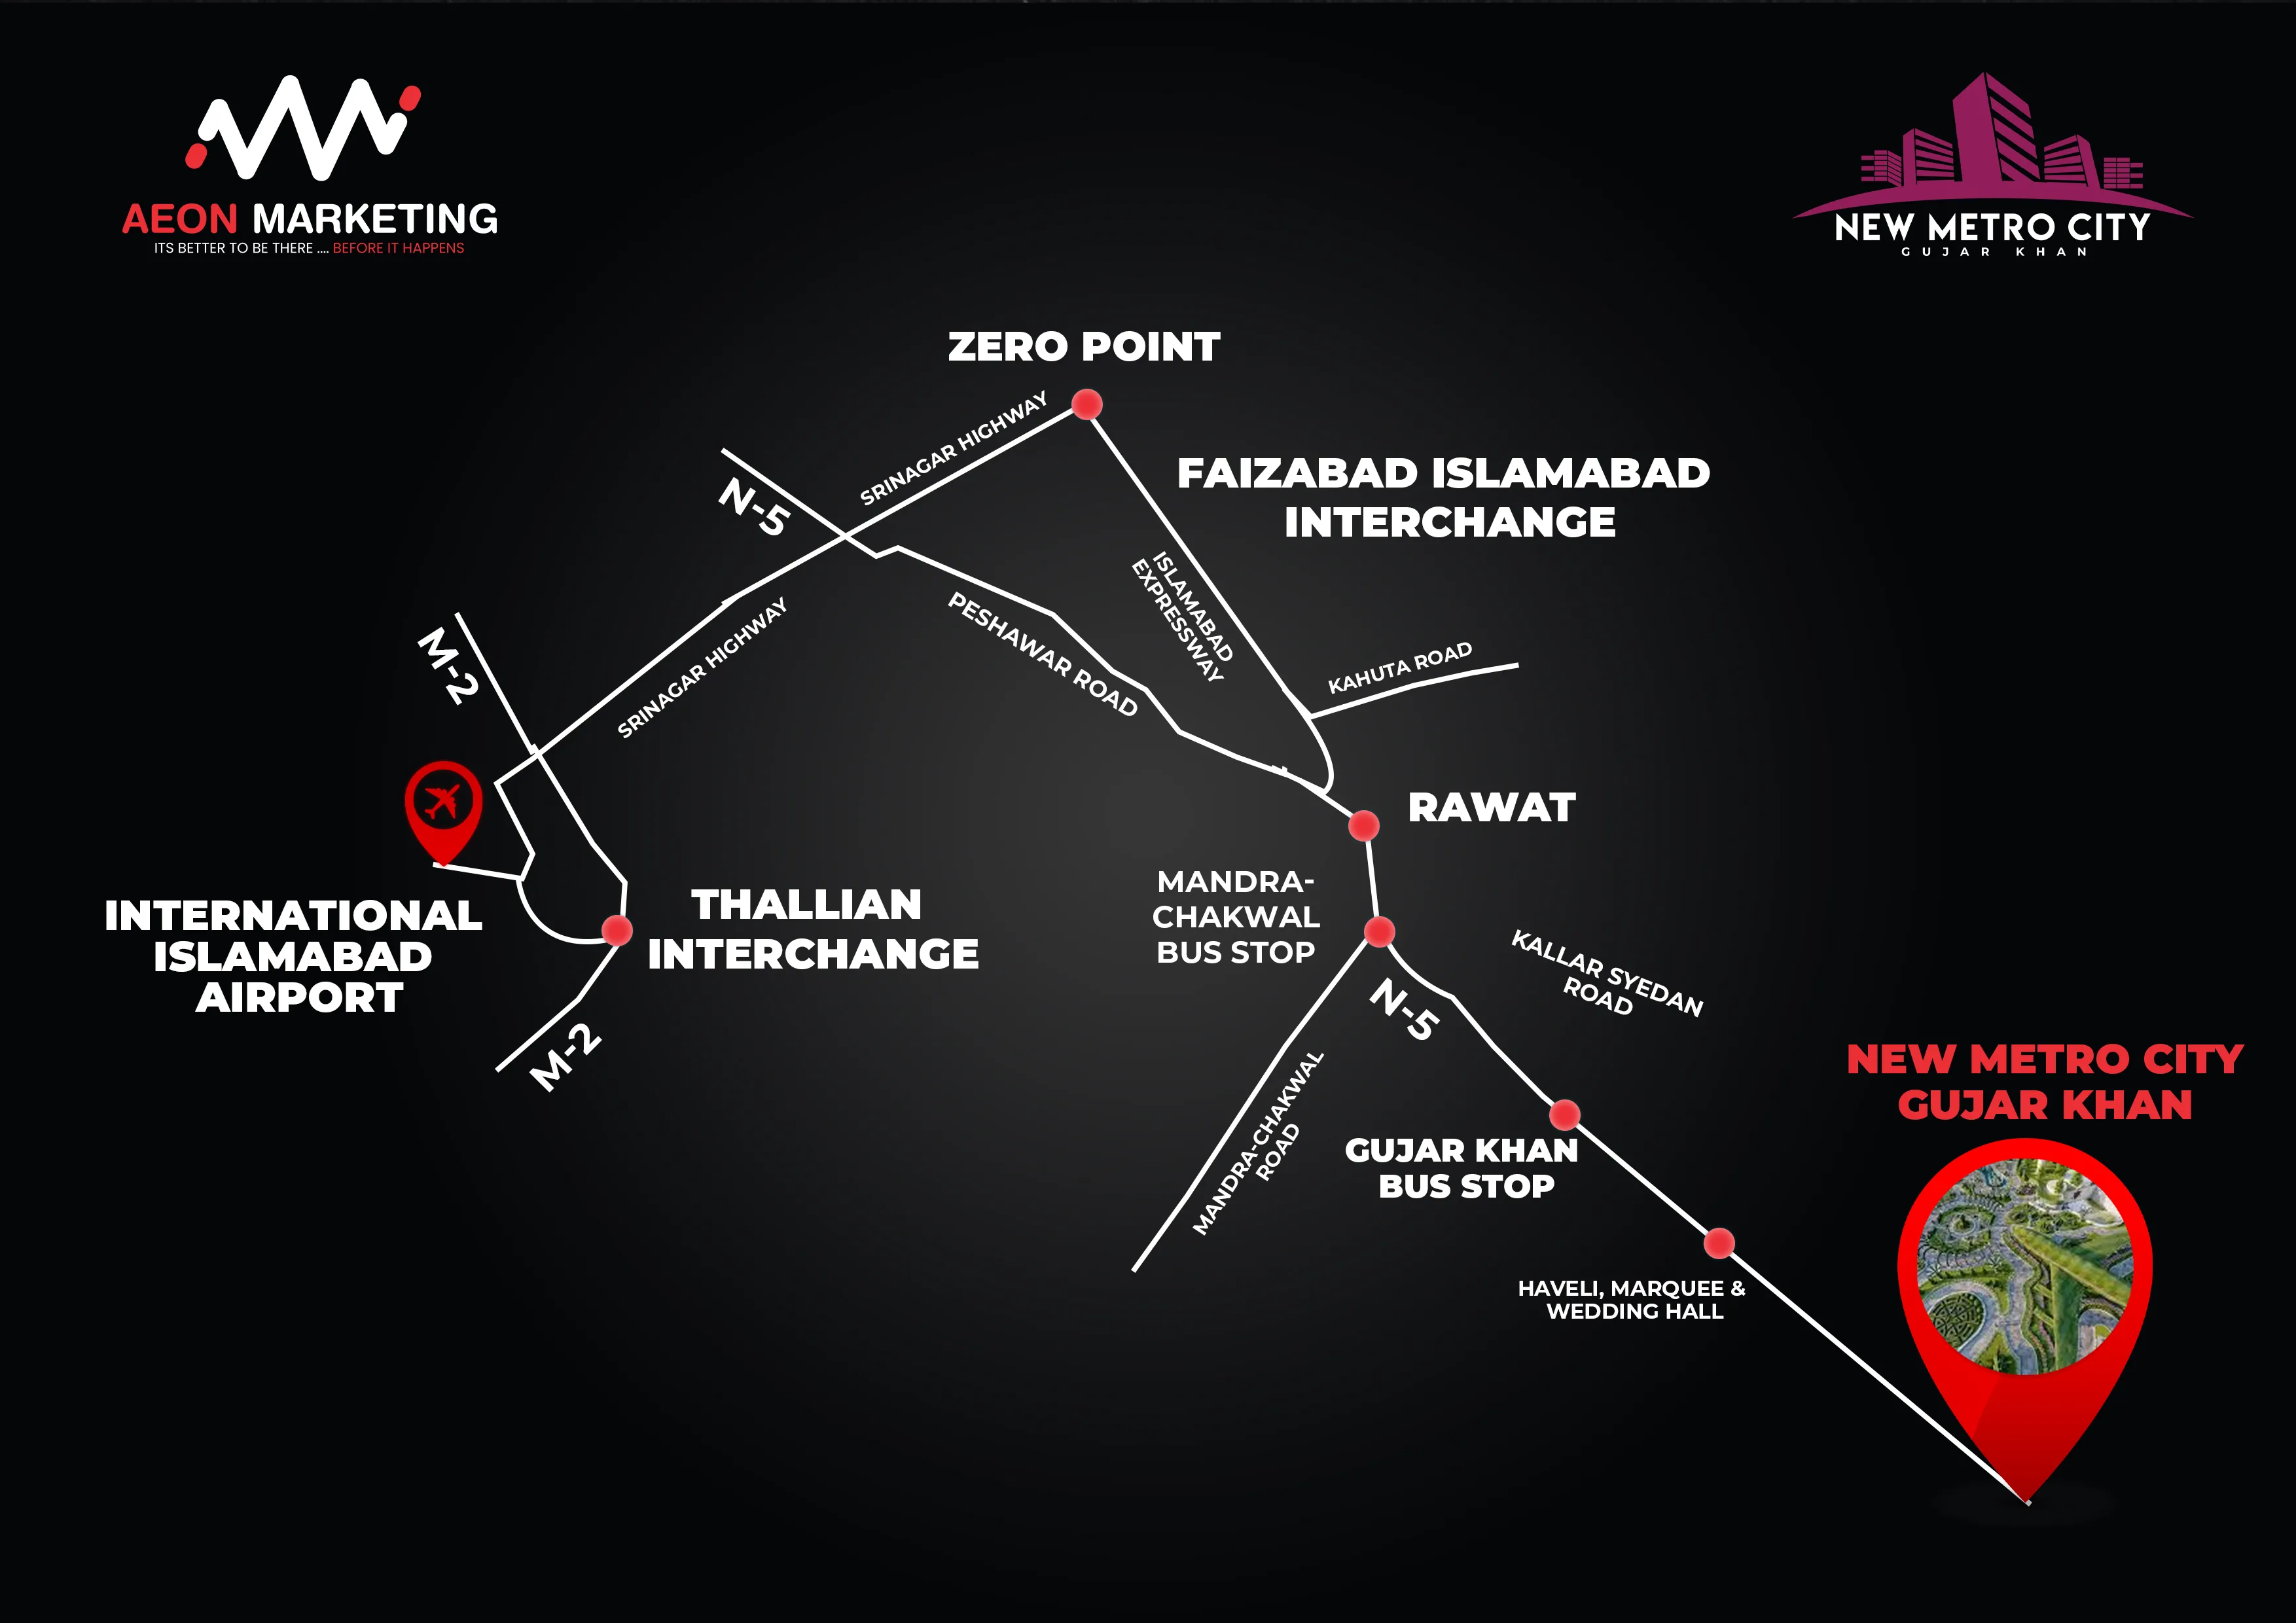 AEON MARKETING
ITS BETTER TO BE THERE .... BEFORE IT HAPPENS
NEW METRO CITY
GUJAR KHAN
ZERO POINT
SRINAGAR HIGHWAY
N-5
FAIZABAD ISLAMABAD
INTERCHANGE
ISLAMABAD
EXPRESSWAY
PESHAWAR ROAD
SRINAGAR HIGHWAY
M-2
KAHUTA ROAD
RAWAT
INTERNATIONAL
ISLAMABAD
AIRPORT
THALLIAN
INTERCHANGE
MANDRA-
CHAKWAL
BUS STOP
KALLAR SYEDAN
ROAD
N-5
M-2
MANDRA-CHAKWAL
ROAD
NEW METRO CITY
GUJAR KHAN
GUJAR KHAN
BUS STOP
HAVELI, MARQUEE &
WEDDING HALL